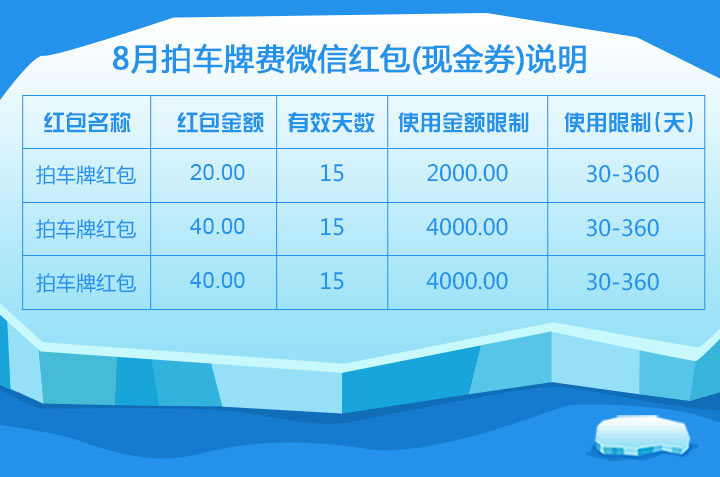 8月拍车牌费微信红包(现金券)说明
红包名称 红包金额 有效天数 使用金额限制 使用限制(天)
拍车牌红包 20.00 15 2000.00 30-360
拍车牌红包 40.00 15 4000.00 30-360
拍车牌红包 40.00 15 4000.00 30-360